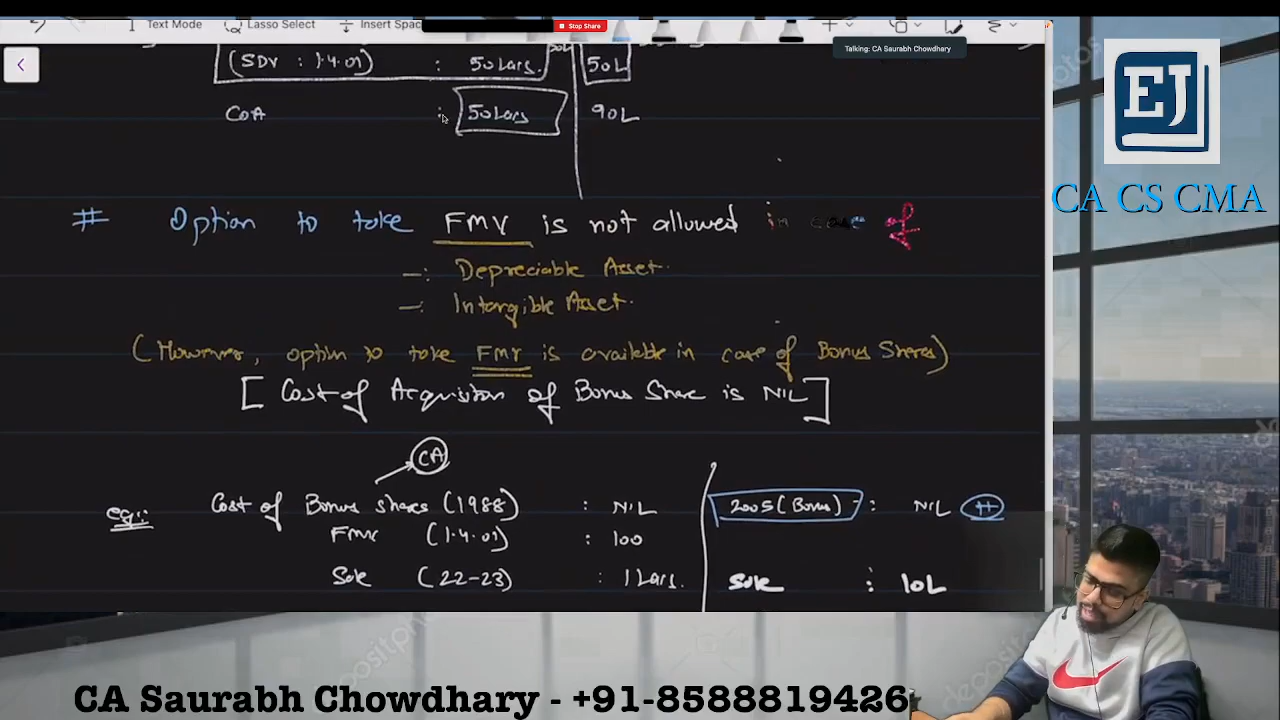 Text Mode Lasso Select Insert Spac
Stop Share
Talking: CA Saurabh Chowdhary
(SDV : 1.4.01) : 50 Lacs. 50L
COA : 50 Lacs 90L
# Option to take FMV is not allowed in case of
—: Depreciable Asset.
—: Intangible Asset.
(However, option to take FMV is available in case of Bonus Shares)
[Cost of Acquisition of Bonus Share is NIL]
CA
eg:- Cost of Bonus shares (1988) : NIL 2005 (Bonus) - : NIL
FMV (1.4.01) : 100
Sale (22-23) : 1 Lacs. Sale : 10L
EJ
CA CS CMA
CA Saurabh Chowdhary - +91-8588819426